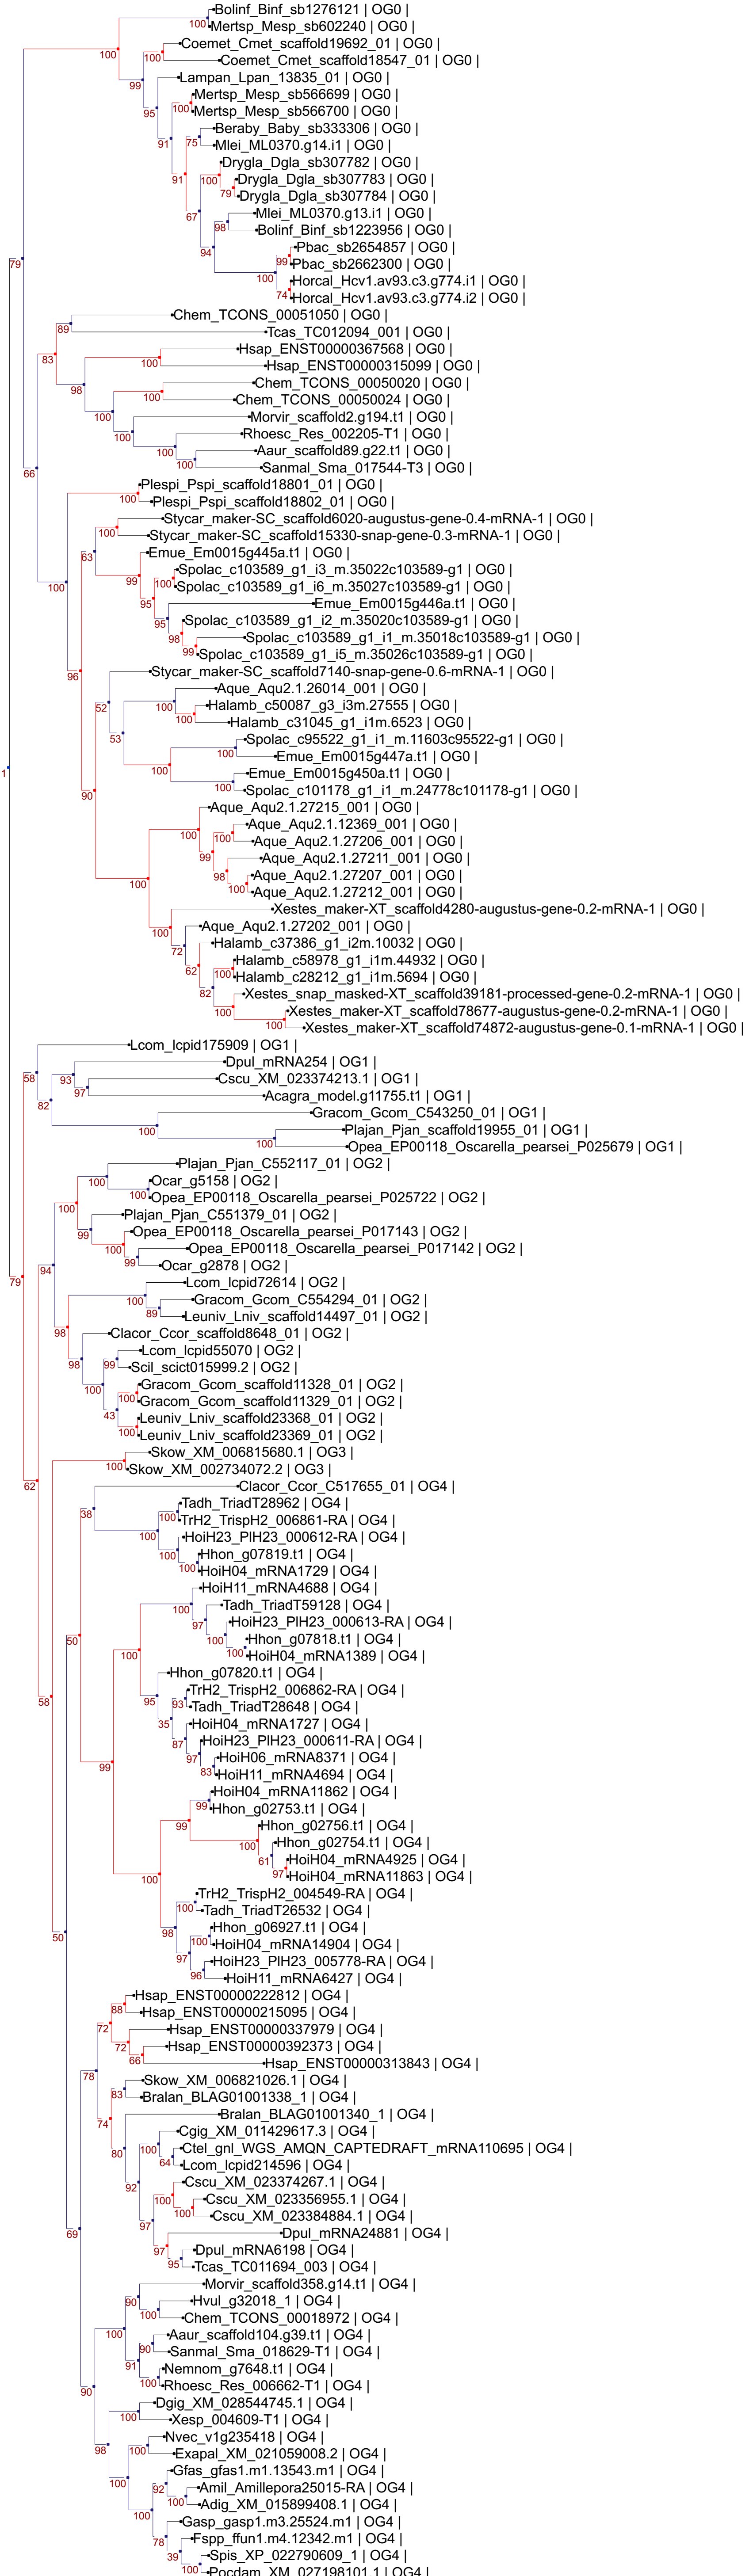 Bolinf_Binf_sb1276121 | OG0 |
100
Mertsp_Mesp_sb602240 | OG0 |
Coemet_Cmet_scaffold19692_01 | OG0 |
100
100
Coemet_Cmet_scaffold18547_01 | OG0 |
99
Lampan_Lpan_13835_01 | OG0 |
Mertsp_Mesp_sb566699 | OG0 |
100
95
Mertsp_Mesp_sb566700 | OG0 |
Beraby_Baby_sb333306 | OG0 |
75
91
Mlei_ML0370.g14.i1 | OG0 |
Drygla_Dgla_sb307782 | OG0 |
100
91
Drygla_Dgla_sb307783 | OG0 |
79
Drygla_Dgla_sb307784 | OG0 |
Mlei_ML0370.g13.i1 | OG0 |
67
98
Bolinf_Binf_sb1223956 | OG0 |
Pbac_sb2654857 | OG0 |
94
99
79
Pbac_sb2662300 | OG0 |
100
Horcal_Hcv1.av93.c3.g774.i1 | OG0 |
74
Horcal_Hcv1.av93.c3.g774.i2 | OG0 |
Chem_TCONS_00051050 | OG0 |
89
Tcas_TC012094_001 | OG0 |
Hsap_ENST00000367568 | OG0 |
83
100
Hsap_ENST00000315099 | OG0 |
Chem_TCONS_00050020 | OG0 |
98
100
Chem_TCONS_00050024 | OG0 |
Morvir_scaffold2.g194.t1 | OG0 |
100
Rhoesc_Res_002205-T1 | OG0 |
100
100
Aaur_scaffold89.g22.t1 | OG0 |
100
66
Sanmal_Sma_017544-T3 | OG0 |
Plespi_Pspi_scaffold18801_01 | OG0 |
100
Plespi_Pspi_scaffold18802_01 | OG0 |
Stycar_maker-SC_scaffold6020-augustus-gene-0.4-mRNA-1 | OG0 |
100
Stycar_maker-SC_scaffold15330-snap-gene-0.3-mRNA-1 | OG0 |
63
Emue_Em0015g445a.t1 | OG0 |
Spolac_c103589_g1_i3_m.35022c103589-g1 | OG0 |
99
100
100
Spolac_c103589_g1_i6_m.35027c103589-g1 | OG0 |
95
Emue_Em0015g446a.t1 | OG0 |
95
Spolac_c103589_g1_i2_m.35020c103589-g1 | OG0 |
98
Spolac_c103589_g1_i1_m.35018c103589-g1 | OG0 |
99
Spolac_c103589_g1_i5_m.35026c103589-g1 | OG0 |
96
Stycar_maker-SC_scaffold7140-snap-gene-0.6-mRNA-1 | OG0 |
Aque_Aqu2.1.26014_001 | OG0 |
52
100
Halamb_c50087_g3_i3m.27555 | OG0 |
100
Halamb_c31045_g1_i1m.6523 | OG0 |
53
Spolac_c95522_g1_i1_m.11603c95522-g1 | OG0 |
100
Emue_Em0015g447a.t1 | OG0 |
100
Emue_Em0015g450a.t1 | OG0 |
1
100
Spolac_c101178_g1_i1_m.24778c101178-g1 | OG0 |
90
Aque_Aqu2.1.27215_001 | OG0 |
Aque_Aqu2.1.12369_001 | OG0 |
100
100
Aque_Aqu2.1.27206_001 | OG0 |
99
Aque_Aqu2.1.27211_001 | OG0 |
98
Aque_Aqu2.1.27207_001 | OG0 |
100
100
Aque_Aqu2.1.27212_001 | OG0 |
Xestes_maker-XT_scaffold4280-augustus-gene-0.2-mRNA-1 | OG0 |
100
Aque_Aqu2.1.27202_001 | OG0 |
Halamb_c37386_g1_i2m.10032 | OG0 |
72
Halamb_c58978_g1_i1m.44932 | OG0 |
62
100
Halamb_c28212_g1_i1m.5694 | OG0 |
82
Xestes_snap_masked-XT_scaffold39181-processed-gene-0.2-mRNA-1 | OG0 |
100
Xestes_maker-XT_scaffold78677-augustus-gene-0.2-mRNA-1 | OG0 |
100
Xestes_maker-XT_scaffold74872-augustus-gene-0.1-mRNA-1 | OG0 |
Lcom_lcpid175909 | OG1 |
Dpul_mRNA254 | OG1 |
58
93
Cscu_XM_023374213.1 | OG1 |
97
Acagra_model.g11755.t1 | OG1 |
82
Gracom_Gcom_C543250_01 | OG1 |
100
Plajan_Pjan_scaffold19955_01 | OG1 |
100
Opea_EP00118_Oscarella_pearsei_P025679 | OG1 |
Plajan_Pjan_C552117_01 | OG2 |
100
Ocar_g5158 | OG2 |
100
Opea_EP00118_Oscarella_pearsei_P025722 | OG2 |
100
Plajan_Pjan_C551379_01 | OG2 |
99
Opea_EP00118_Oscarella_pearsei_P017143 | OG2 |
100
Opea_EP00118_Oscarella_pearsei_P017142 | OG2 |
99
Ocar_g2878 | OG2 |
94
79
Lcom_lcpid72614 | OG2 |
100
Gracom_Gcom_C554294_01 | OG2 |
89
Leuniv_Lniv_scaffold14497_01 | OG2 |
98
Clacor_Ccor_scaffold8648_01 | OG2 |
Lcom_lcpid55070 | OG2 |
98
99
Scil_scict015999.2 | OG2 |
Gracom_Gcom_scaffold11328_01 | OG2 |
100
100
Gracom_Gcom_scaffold11329_01 | OG2 |
43
Leuniv_Lniv_scaffold23368_01 | OG2 |
100
Leuniv_Lniv_scaffold23369_01 | OG2 |
Skow_XM_006815680.1 | OG3 |
100
Skow_XM_002734072.2 | OG3 |
62
Clacor_Ccor_C517655_01 | OG4 |
Tadh_TriadT28962 | OG4 |
38
100
TrH2_TrispH2_006861-RA | OG4 |
100
HoiH23_PlH23_000612-RA | OG4 |
100
Hhon_g07819.t1 | OG4 |
100
HoiH04_mRNA1729 | OG4 |
HoiH11_mRNA4688 | OG4 |
100
Tadh_TriadT59128 | OG4 |
97
HoiH23_PlH23_000613-RA | OG4 |
50
100
Hhon_g07818.t1 | OG4 |
100
100
HoiH04_mRNA1389 | OG4 |
Hhon_g07820.t1 | OG4 |
TrH2_TrispH2_006862-RA | OG4 |
58
95
93
Tadh_TriadT28648 | OG4 |
35
HoiH04_mRNA1727 | OG4 |
87
HoiH23_PlH23_000611-RA | OG4 |
97
HoiH06_mRNA8371 | OG4 |
99
83
HoiH11_mRNA4694 | OG4 |
HoiH04_mRNA11862 | OG4 |
99
Hhon_g02753.t1 | OG4 |
99
Hhon_g02756.t1 | OG4 |
100
Hhon_g02754.t1 | OG4 |
61
HoiH04_mRNA4925 | OG4 |
97
100
HoiH04_mRNA11863 | OG4 |
TrH2_TrispH2_004549-RA | OG4 |
100
Tadh_TriadT26532 | OG4 |
98
Hhon_g06927.t1 | OG4 |
50
100
HoiH04_mRNA14904 | OG4 |
97
HoiH23_PlH23_005778-RA | OG4 |
96
HoiH11_mRNA6427 | OG4 |
Hsap_ENST00000222812 | OG4 |
88
Hsap_ENST00000215095 | OG4 |
72
Hsap_ENST00000337979 | OG4 |
72
Hsap_ENST00000392373 | OG4 |
66
Hsap_ENST00000313843 | OG4 |
78
Skow_XM_006821026.1 | OG4 |
83
Bralan_BLAG01001338_1 | OG4 |
74
Bralan_BLAG01001340_1 | OG4 |
Cgig_XM_011429617.3 | OG4 |
80
100
Ctel_gnl_WGS_AMQN_CAPTEDRAFT_mRNA110695 | OG4 |
64
Lcom_lcpid214596 | OG4 |
92
Cscu_XM_023374267.1 | OG4 |
100
Cscu_XM_023356955.1 | OG4 |
100
97
Cscu_XM_023384884.1 | OG4 |
69
Dpul_mRNA24881 | OG4 |
97
Dpul_mRNA6198 | OG4 |
95
Tcas_TC011694_003 | OG4 |
Morvir_scaffold358.g14.t1 | OG4 |
90
Hvul_g32018_1 | OG4 |
100
Chem_TCONS_00018972 | OG4 |
100
Aaur_scaffold104.g39.t1 | OG4 |
90
Sanmal_Sma_018629-T1 | OG4 |
91
Nemnom_g7648.t1 | OG4 |
100
90
Rhoesc_Res_006662-T1 | OG4 |
Dgig_XM_028544745.1 | OG4 |
100
Xesp_004609-T1 | OG4 |
98
Nvec_v1g235418 | OG4 |
100
Exapal_XM_021059008.2 | OG4 |
Gfas_gfas1.m1.13543.m1 | OG4 |
100
92
Amil_Amillepora25015-RA | OG4 |
100
Adig_XM_015899408.1 | OG4 |
100
Gasp_gasp1.m3.25524.m1 | OG4 |
78
Fspp_ffun1.m4.12342.m1 | OG4 |
39
Spis_XP_022790609_1 | OG4 |
100
Pocdam_XM_027198101.1 | OG4 |